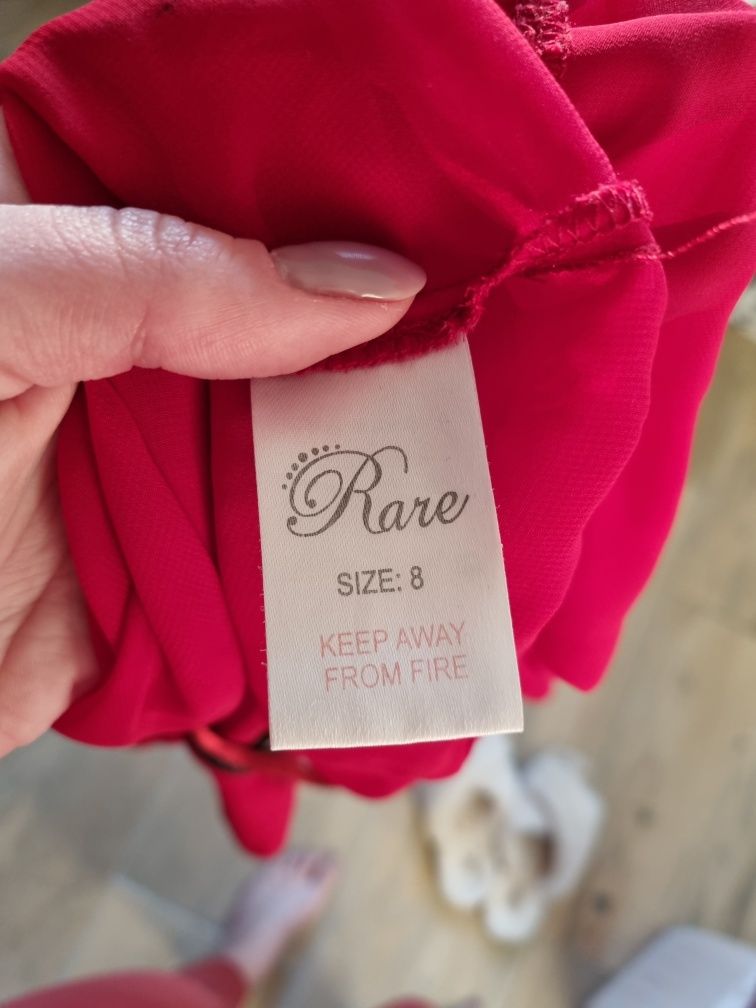 Rare
SIZE: 8
KEEP AWAY
FROM FIRE